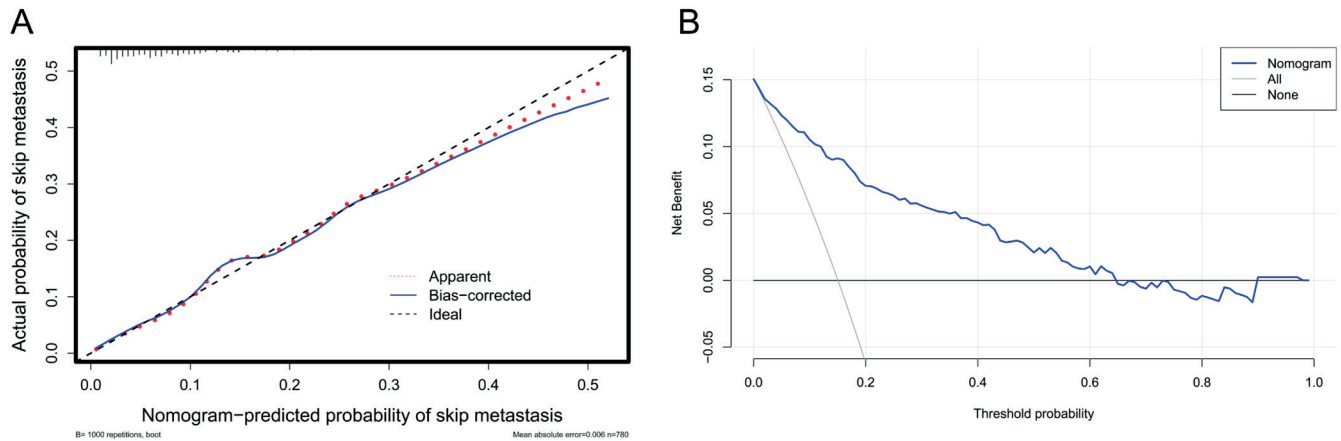 A
Actual probability of skip metastasis
0.5
0.4
0.3
0.2
0.1
0.0
Apparent
Bias-corrected
Ideal
0.0 0.1 0.2 0.3 0.4 0.5
Nomogram-predicted probability of skip metastasis
B= 1000 repetitions, boot
Mean absolute error=0.006 n=780
B
Net Benefit
0.15
0.10
0.05
0.00
-0.05
Nomogram
All
None
0.0 0.2 0.4 0.6 0.8 1.0
Threshold probability